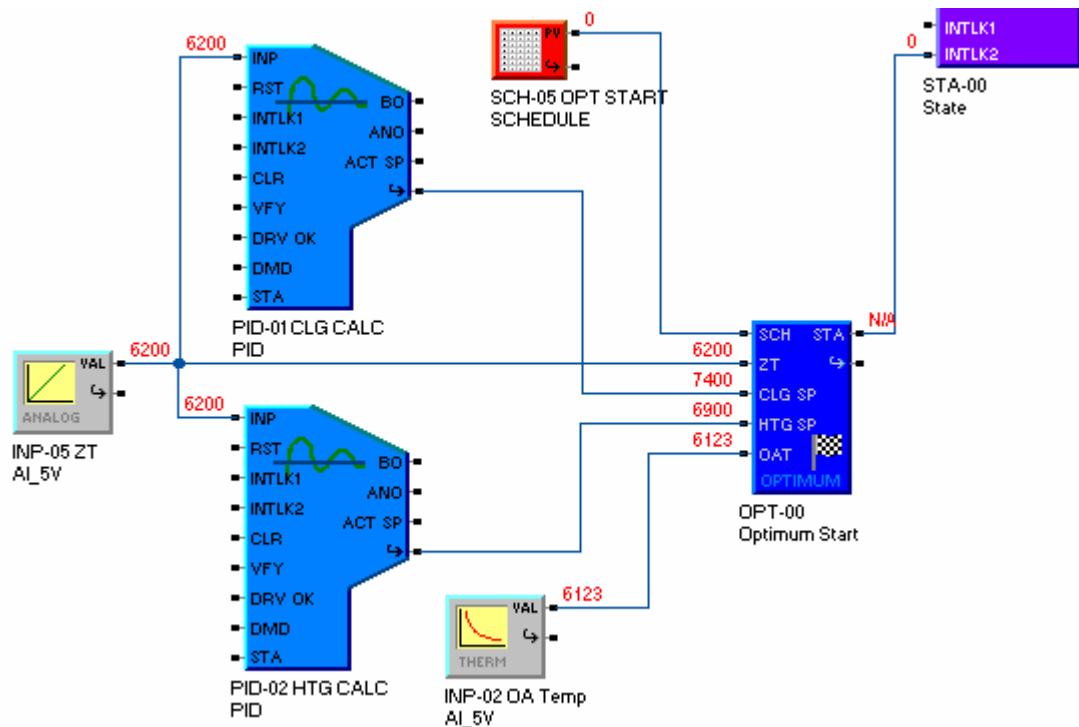 0
PV
SCH-05 OPT START
SCHEDULE
INTLK1
0
INTLK2
STA-00
State
6200
INP
RST
INTLK1
INTLK2
CLR
VFY
DRV OK
DMD
STA
BO
ANO
ACT SP
PID-01 CLG CALC
PID
6200
VAL
ANALOG
INP-05 ZT
AI_5V
6200
INP
RST
INTLK1
INTLK2
CLR
VFY
DRV OK
DMD
STA
BO
ANO
ACT SP
PID-02 HTG CALC
PID
6123
VAL
THERM
INP-02 OA Temp
AI_5V
N/A
SCH STA
6200
ZT
7400
CLG SP
6900
HTG SP
6123
OAT
OPTIMUM
OPT-00
Optimum Start